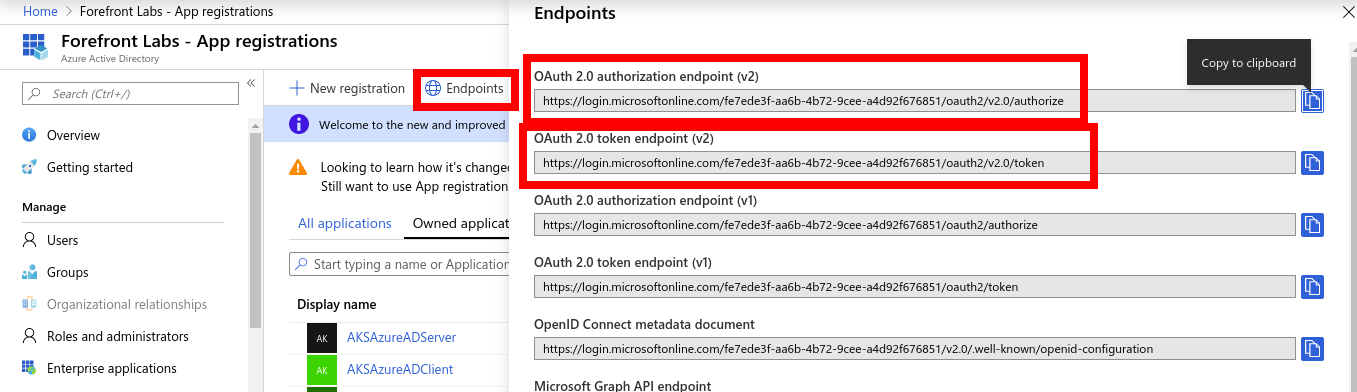 Home > Forefront Labs - App registrations
Forefront Labs - App registrations
Azure Active Directory
Search (Ctrl+/)
«
Overview
Getting started
Manage
Users
Groups
Organizational relationships
Roles and administrators
Enterprise applications
New registration
Endpoints
Welcome to the new and improved
Looking to learn how it's changed
Still want to use App registration
All applications
Owned applicat
Start typing a name or Application
Display name
AK AKSAzureADServer
AK AKSAzureADClient
Endpoints
Copy to clipboard
OAuth 2.0 authorization endpoint (v2)
https://login.microsoftonline.com/fe7ede3f-aa6b-4b72-9cee-a4d92f676851/oauth2/v2.0/authorize
OAuth 2.0 token endpoint (v2)
https://login.microsoftonline.com/fe7ede3f-aa6b-4b72-9cee-a4d92f676851/oauth2/v2.0/token
OAuth 2.0 authorization endpoint (v1)
https://login.microsoftonline.com/fe7ede3f-aa6b-4b72-9cee-a4d92f676851/oauth2/authorize
OAuth 2.0 token endpoint (v1)
https://login.microsoftonline.com/fe7ede3f-aa6b-4b72-9cee-a4d92f676851/oauth2/token
OpenID Connect metadata document
https://login.microsoftonline.com/fe7ede3f-aa6b-4b72-9cee-a4d92f676851/v2.0/.well-known/openid-configuration
Microsoft Graph API endpoint